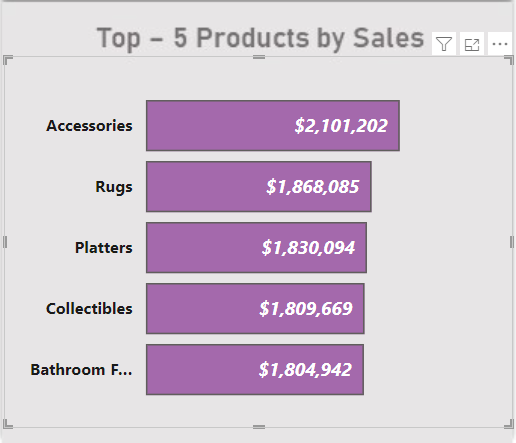 Top – 5 Products by Sales
Accessories $2,101,202
Rugs $1,868,085
Platters $1,830,094
Collectibles $1,809,669
Bathroom F... $1,804,942